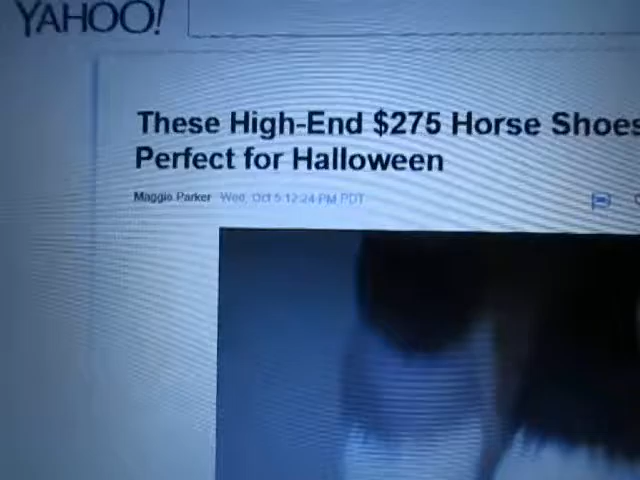 YAHOO!
These High-End $275 Horse Shoes
Perfect for Halloween
Maggie Parker Wed, Oct 5 12:24 PM PDT